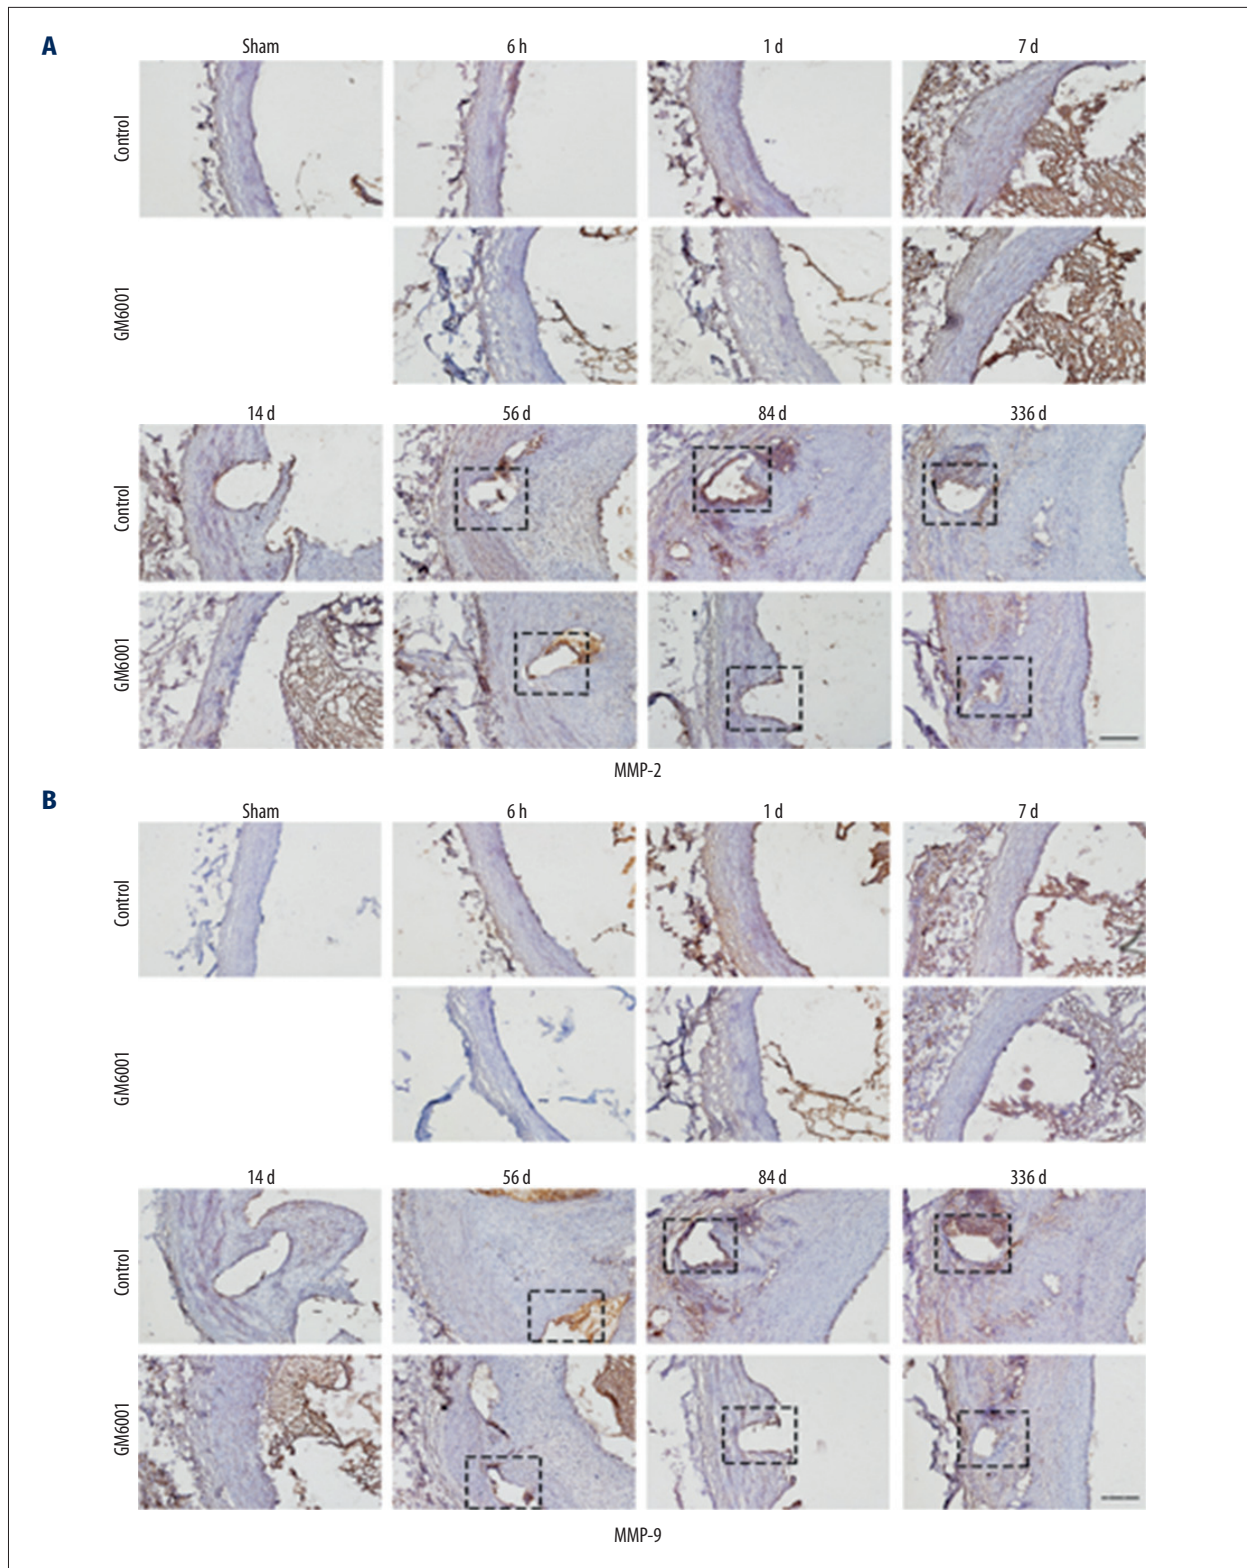 A
Sham 6 h 1 d 7 d
Control
GM6001
14 d 56 d 84 d 336 d
Control
GM6001
MMP-2
B
Sham 6 h 1 d 7 d
Control
GM6001
14 d 56 d 84 d 336 d
Control
GM6001
MMP-9